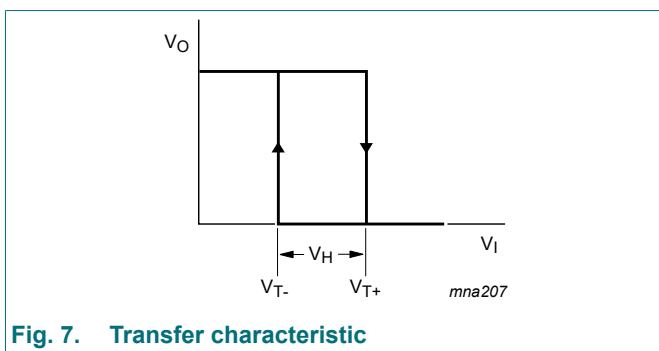 VO
VH
VI
VT- VT+
mna207
Fig. 7. Transfer characteristic